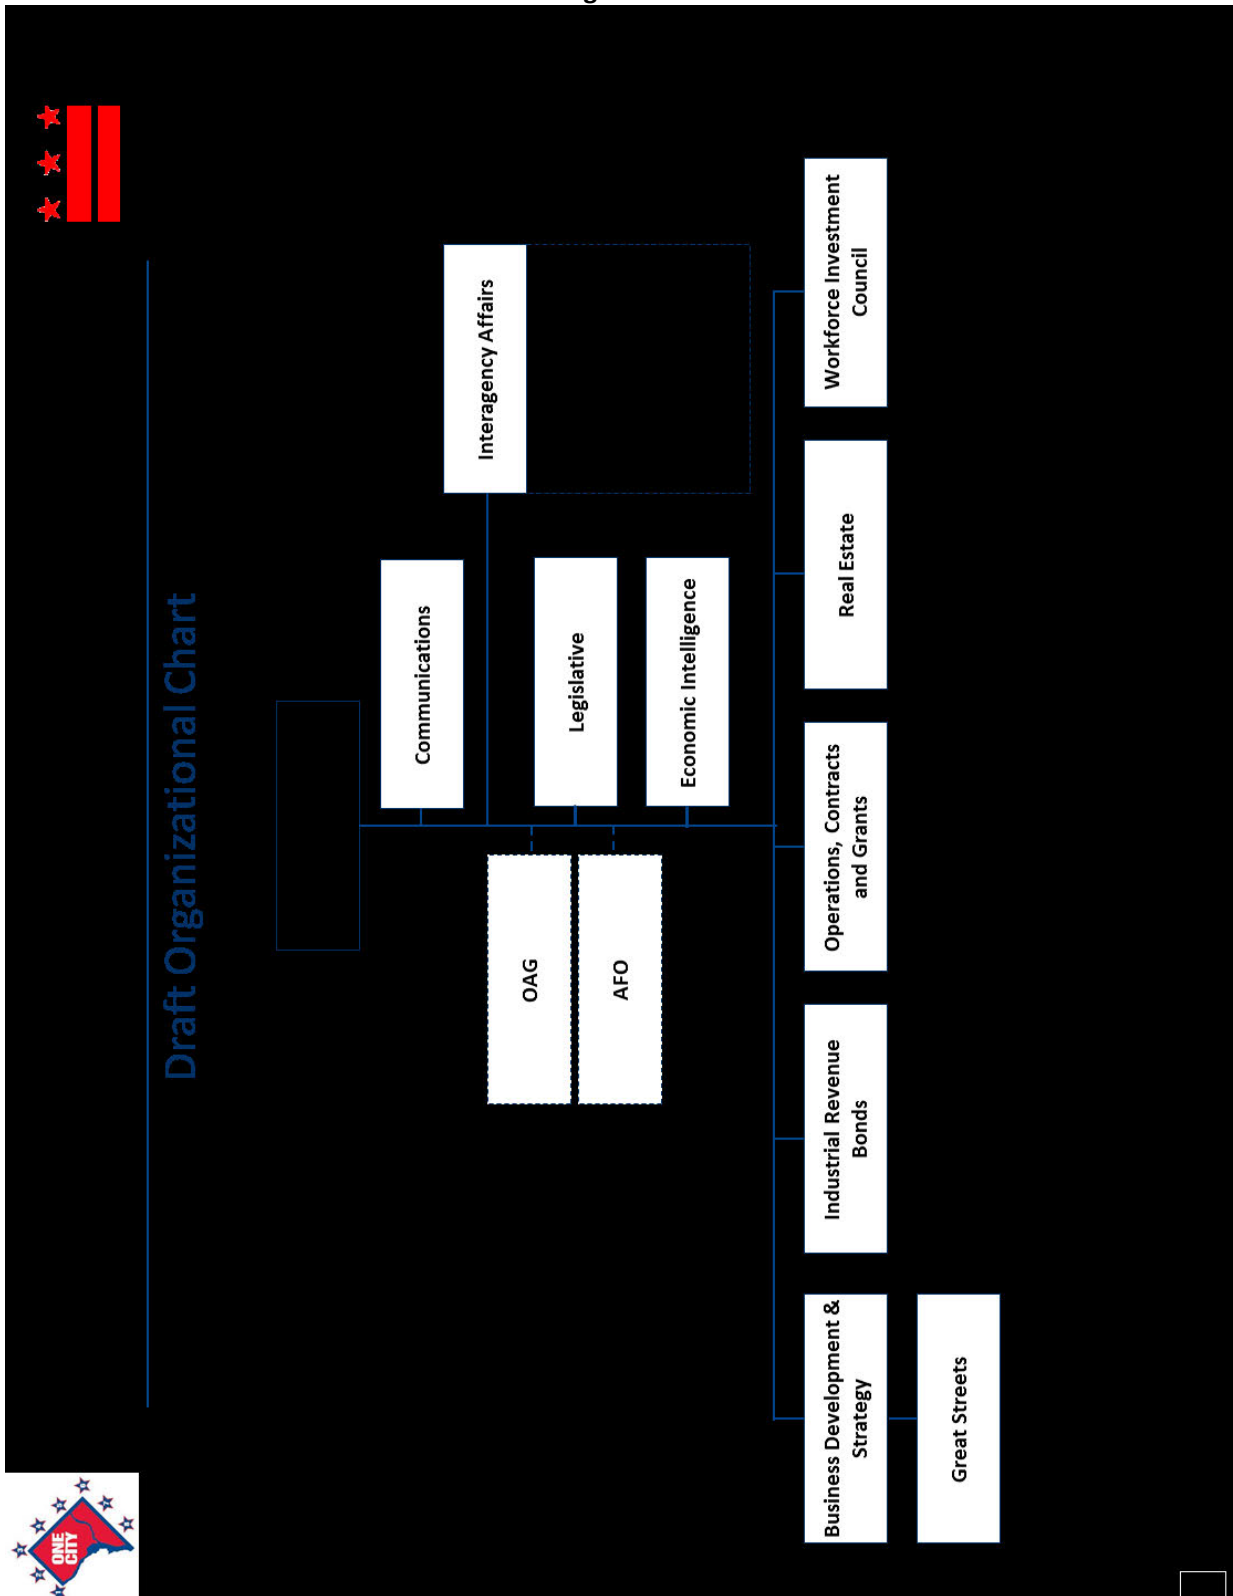 ONE
CITY
Draft Organizational Chart
Communications
Interagency Affairs
OAG
Legislative
AFO
Economic Intelligence
Business Development &
Strategy
Industrial Revenue
Bonds
Operations, Contracts
and Grants
Real Estate
Workforce Investment
Council
Great Streets